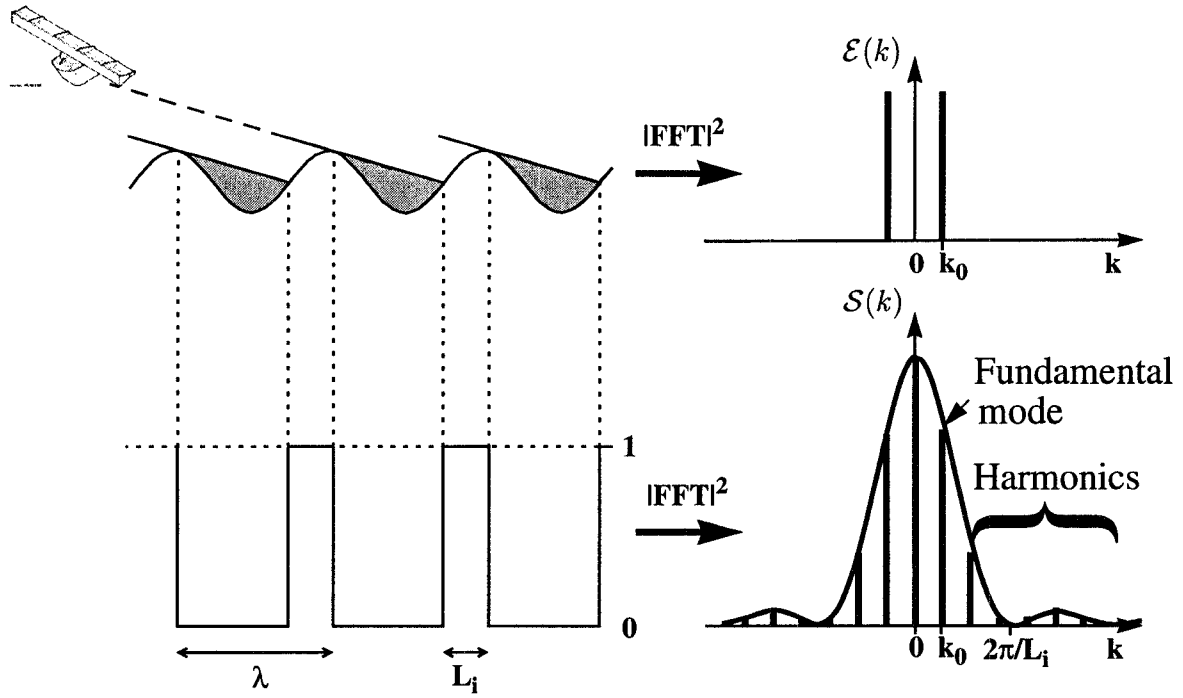 ℰ(k)
|FFT|²
0 k₀ k
𝒮(k)
Fundamental
mode
1
Harmonics
|FFT|²
0
0 k₀ 2π/Lᵢ k
λ Lᵢ